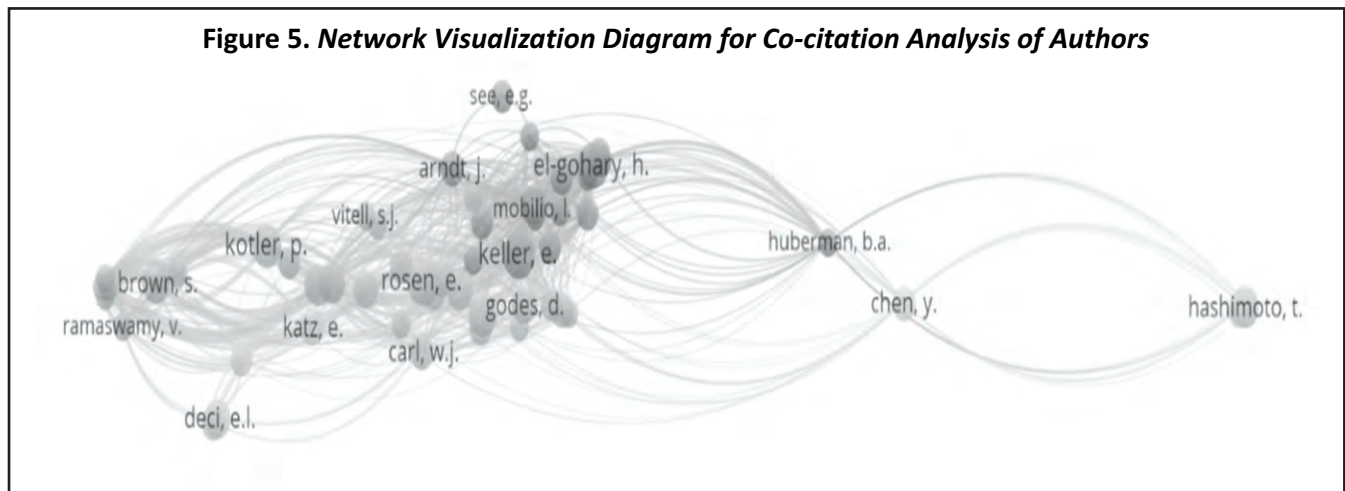 Figure 5. Network Visualization Diagram for Co-citation Analysis of Authors
see, e.g.
arndt, j.
el-gohary, h.
vitell, s.j.
mobilio, l.
kotler, p.
keller, e.
huberman, b.a.
brown, s.
rosen, e.
godes, d.
chen, y.
hashimoto, t.
ramaswamy, v.
katz, e.
carl, w.j.
deci, e.l.